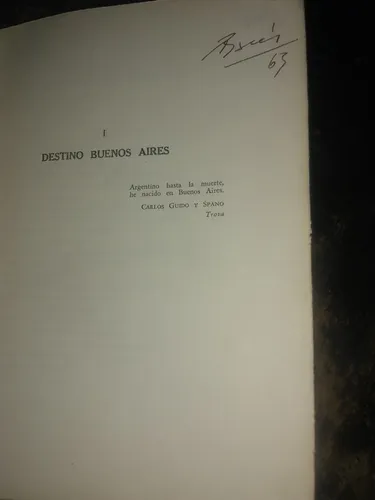 63
I
DESTINO BUENOS AIRES
Argentino hasta la muerte,
he nacido en Buenos Aires.
CARLOS GUIDO Y SPANO
Trova